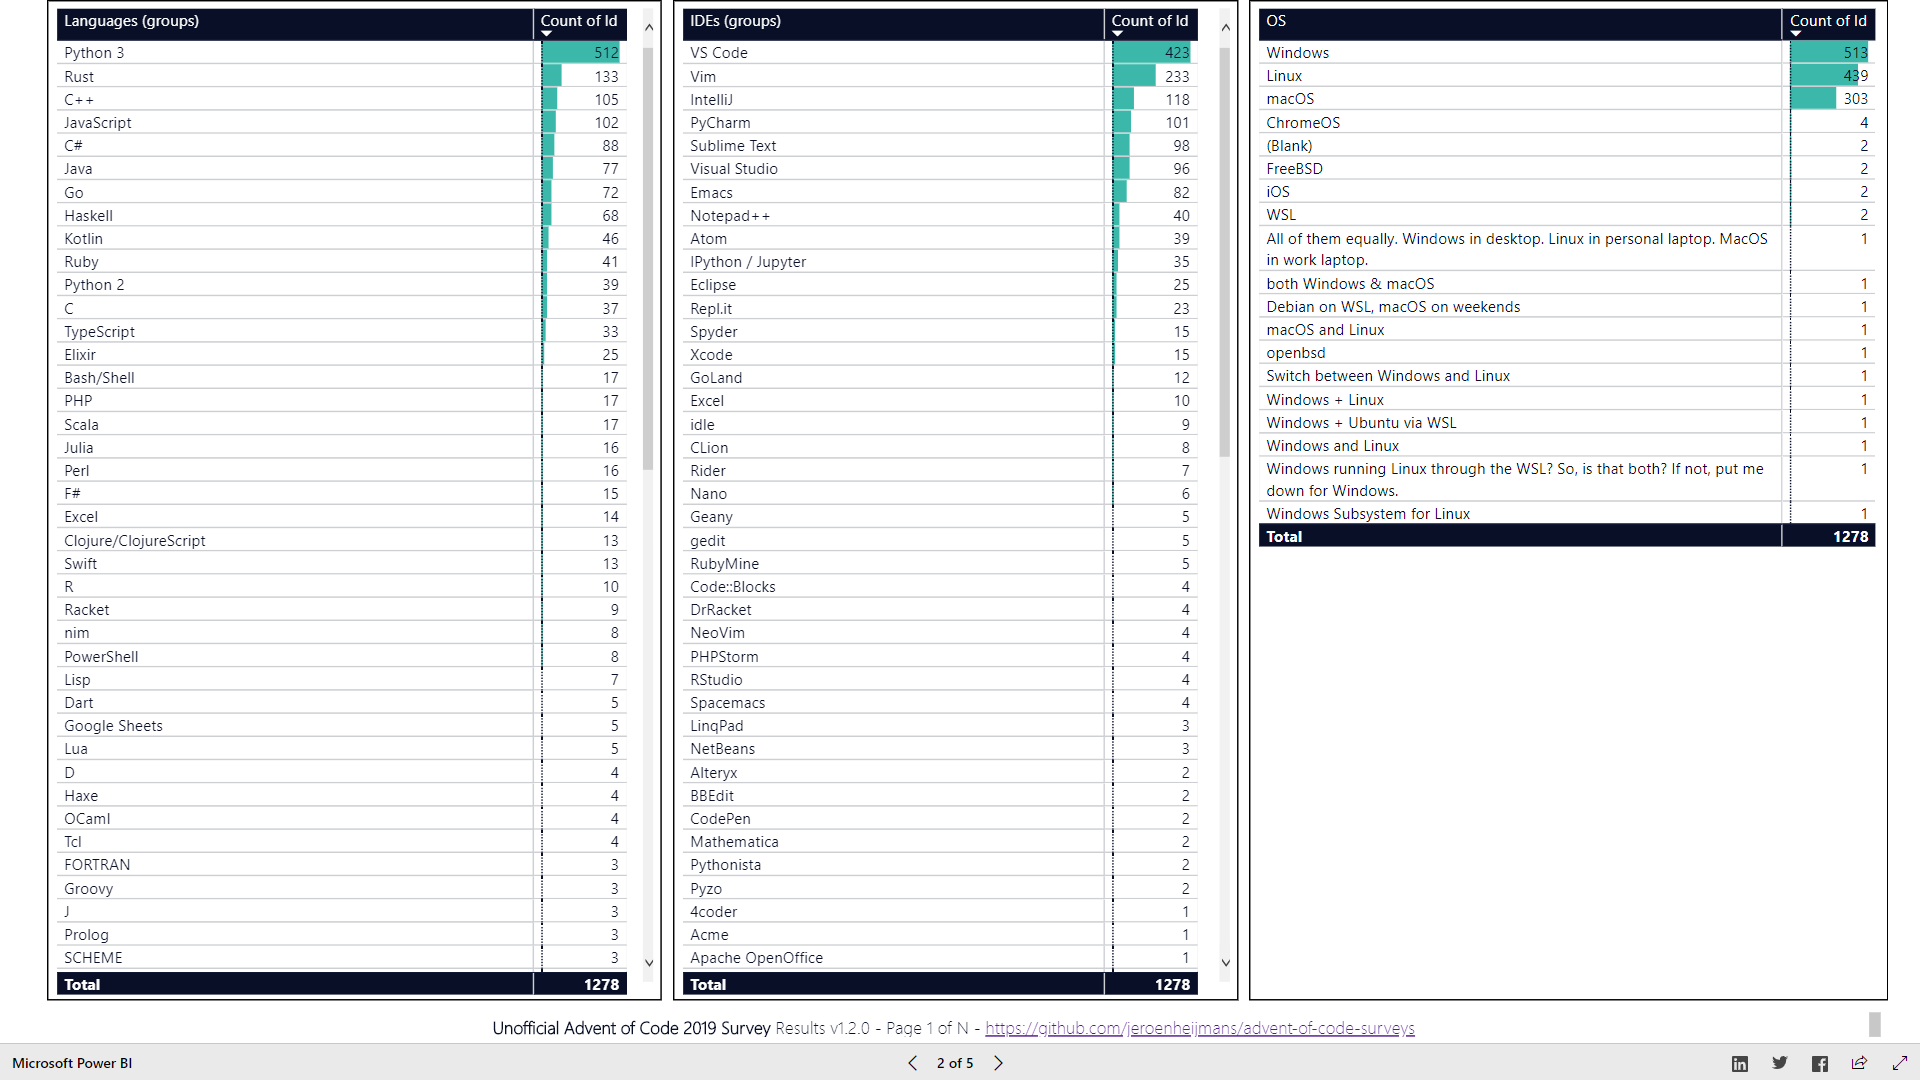 Languages (groups) Count of Id
Python 3 512
Rust 133
C++ 105
JavaScript 102
C# 88
Java 77
Go 72
Haskell 68
Kotlin 46
Ruby 41
Python 2 39
C 37
TypeScript 33
Elixir 25
Bash/Shell 17
PHP 17
Scala 17
Julia 16
Perl 16
F# 15
Excel 14
Clojure/ClojureScript 13
Swift 13
R 10
Racket 9
nim 8
PowerShell 8
Lisp 7
Dart 5
Google Sheets 5
Lua 5
D 4
Haxe 4
OCaml 4
Tcl 4
FORTRAN 3
Groovy 3
J 3
Prolog 3
SCHEME 3
Total 1278
IDEs (groups) Count of Id
VS Code 423
Vim 233
IntelliJ 118
PyCharm 101
Sublime Text 98
Visual Studio 96
Emacs 82
Notepad++ 40
Atom 39
IPython / Jupyter 35
Eclipse 25
Repl.it 23
Spyder 15
Xcode 15
GoLand 12
Excel 10
idle 9
CLion 8
Rider 7
Nano 6
Geany 5
gedit 5
RubyMine 5
Code::Blocks 4
DrRacket 4
NeoVim 4
PHPStorm 4
RStudio 4
Spacemacs 4
LinqPad 3
NetBeans 3
Alteryx 2
BBEdit 2
CodePen 2
Mathematica 2
Pythonista 2
Pyzo 2
4coder 1
Acme 1
Apache OpenOffice 1
Total 1278
OS Count of Id
Windows 513
Linux 439
macOS 303
ChromeOS 4
(Blank) 2
FreeBSD 2
iOS 2
WSL 2
All of them equally. Windows in desktop. Linux in personal laptop. MacOS 1
in work laptop.
both Windows & macOS 1
Debian on WSL, macOS on weekends 1
macOS and Linux 1
openbsd 1
Switch between Windows and Linux 1
Windows + Linux 1
Windows + Ubuntu via WSL 1
Windows and Linux 1
Windows running Linux through the WSL? So, is that both? If not, put me 1
down for Windows.
Windows Subsystem for Linux 1
Total 1278
Unofficial Advent of Code 2019 Survey Results v1.2.0 - Page 1 of N - https://github.com/jeroenheijmans/advent-of-code-surveys
Microsoft Power BI
2 of 5